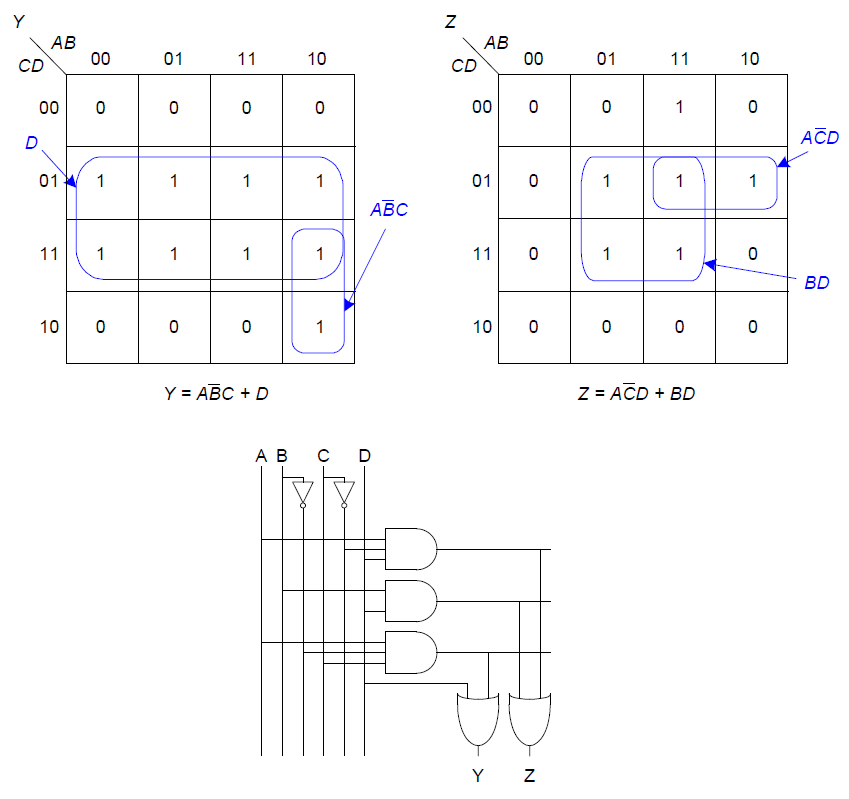 Y
AB
CD
00 01 11 10
00 0 0 0 0
D
01 1 1 1 1
AB̅C
11 1 1 1 1
10 0 0 0 1
Y = AB̅C + D
Z
AB
CD
00 01 11 10
00 0 0 1 0
AC̅D
01 0 1 1 1
11 0 1 1 0
BD
10 0 0 0 0
Z = AC̅D + BD
A B C D
Y Z